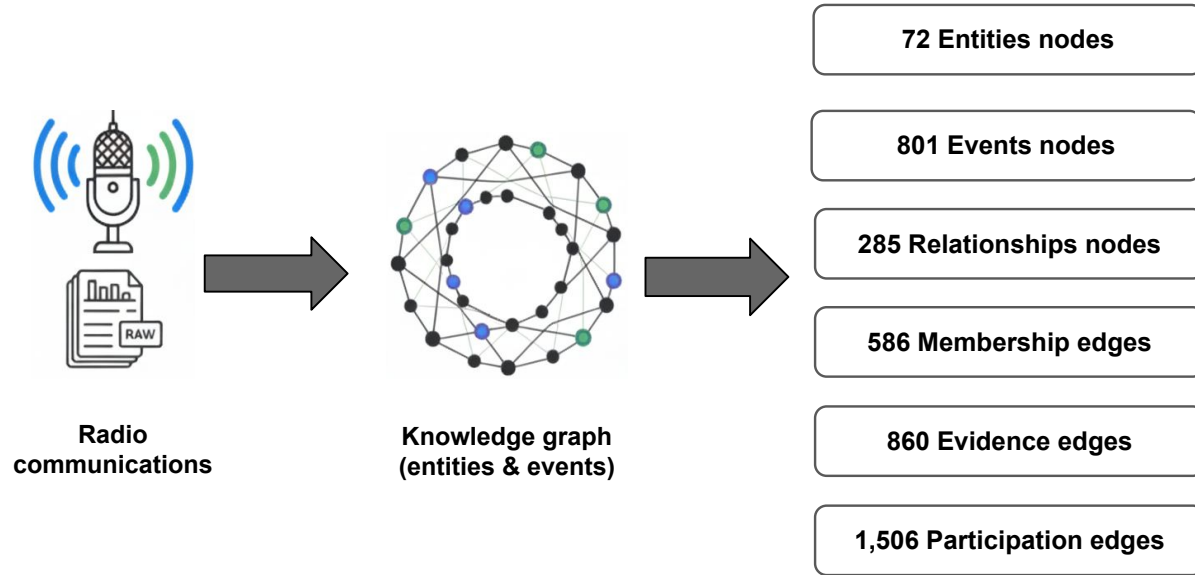 RAW
Radio
communications
Knowledge graph
(entities & events)
72 Entities nodes
801 Events nodes
285 Relationships nodes
586 Membership edges
860 Evidence edges
1,506 Participation edges